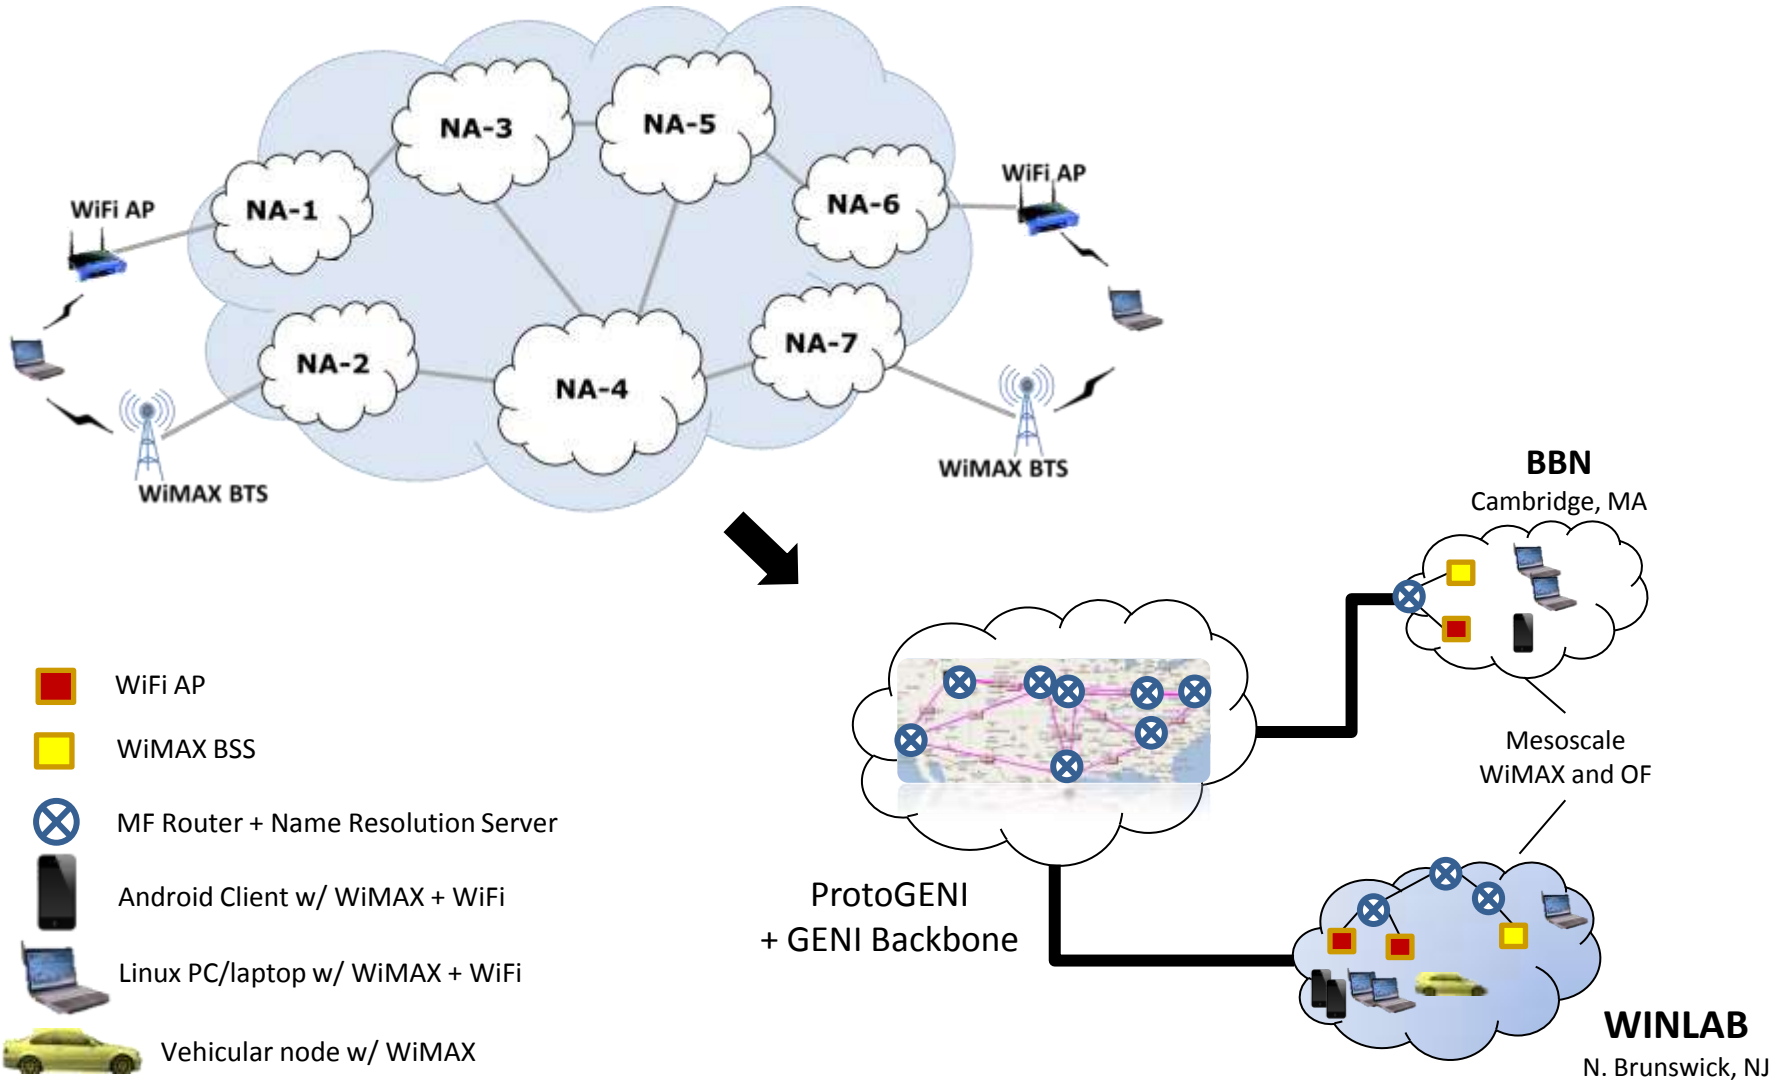 NA-3
NA-5
WiFi AP
NA-1
NA-6
WiFi AP
NA-2
NA-4
NA-7
WiMAX BTS
WiMAX BTS
BBN
Cambridge, MA
WiFi AP
WiMAX BSS
MF Router + Name Resolution Server
Android Client w/ WiMAX + WiFi
Linux PC/laptop w/ WiMAX + WiFi
Vehicular node w/ WiMAX
Mesoscale
WiMAX and OF
ProtoGENI
+ GENI Backbone
WINLAB
N. Brunswick, NJ